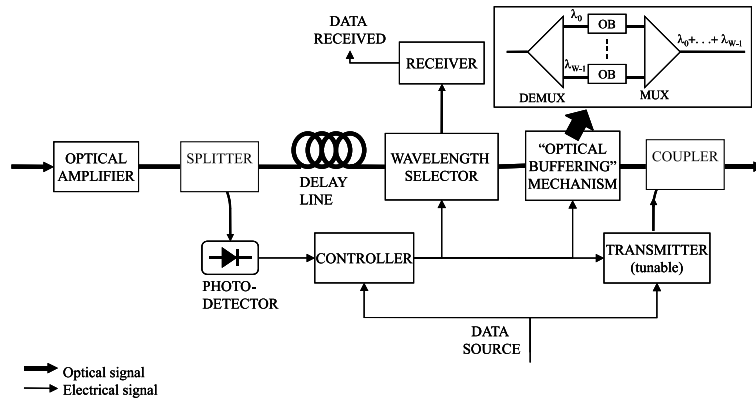 DATA
RECEIVED
RECEIVER
λ0
OB
λW-1
OB
DEMUX
MUX
λ0+. . .+ λW-1
OPTICAL
AMPLIFIER
SPLITTER
DELAY
LINE
WAVELENGTH
SELECTOR
“OPTICAL
BUFFERING”
MECHANISM
COUPLER
PHOTO-
DETECTOR
CONTROLLER
TRANSMITTER
(tunable)
DATA
SOURCE
Optical signal
Electrical signal